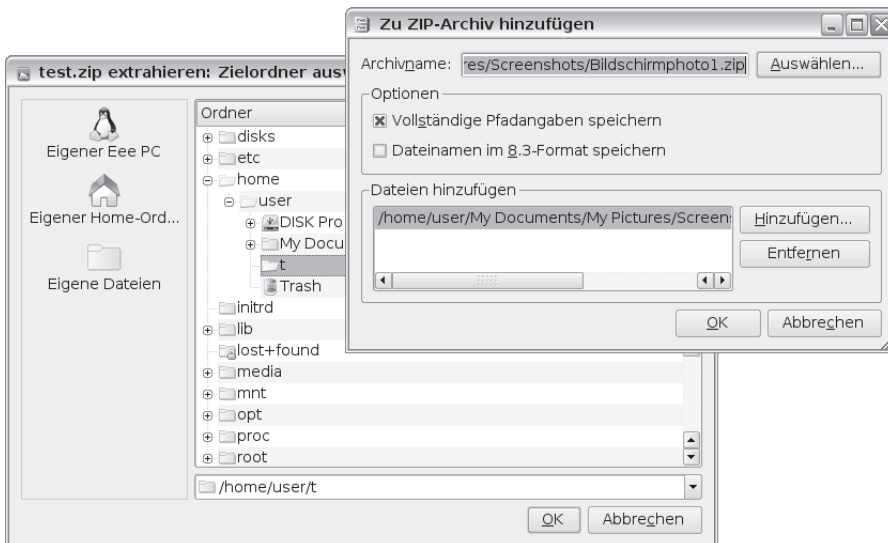 Zu ZIP-Archiv hinzufügen
Archivname: res/Screenshots/Bildschirmphoto1.zip Auswählen...
Optionen
Vollständige Pfadangaben speichern
Dateinamen im 8.3-Format speichern
Dateien hinzufügen
/home/user/My Documents/My Pictures/Screens
Hinzufügen...
Entfernen
OK Abbrechen
test.zip extrahieren: Zielordner aus
Eigener Eee PC
Eigener Home-Ord...
Eigene Dateien
Ordner
disks
etc
home
user
DISK Pro
My Docu
t
Trash
initrd
lib
lost+found
media
mnt
opt
proc
root
/home/user/t
OK Abbrechen